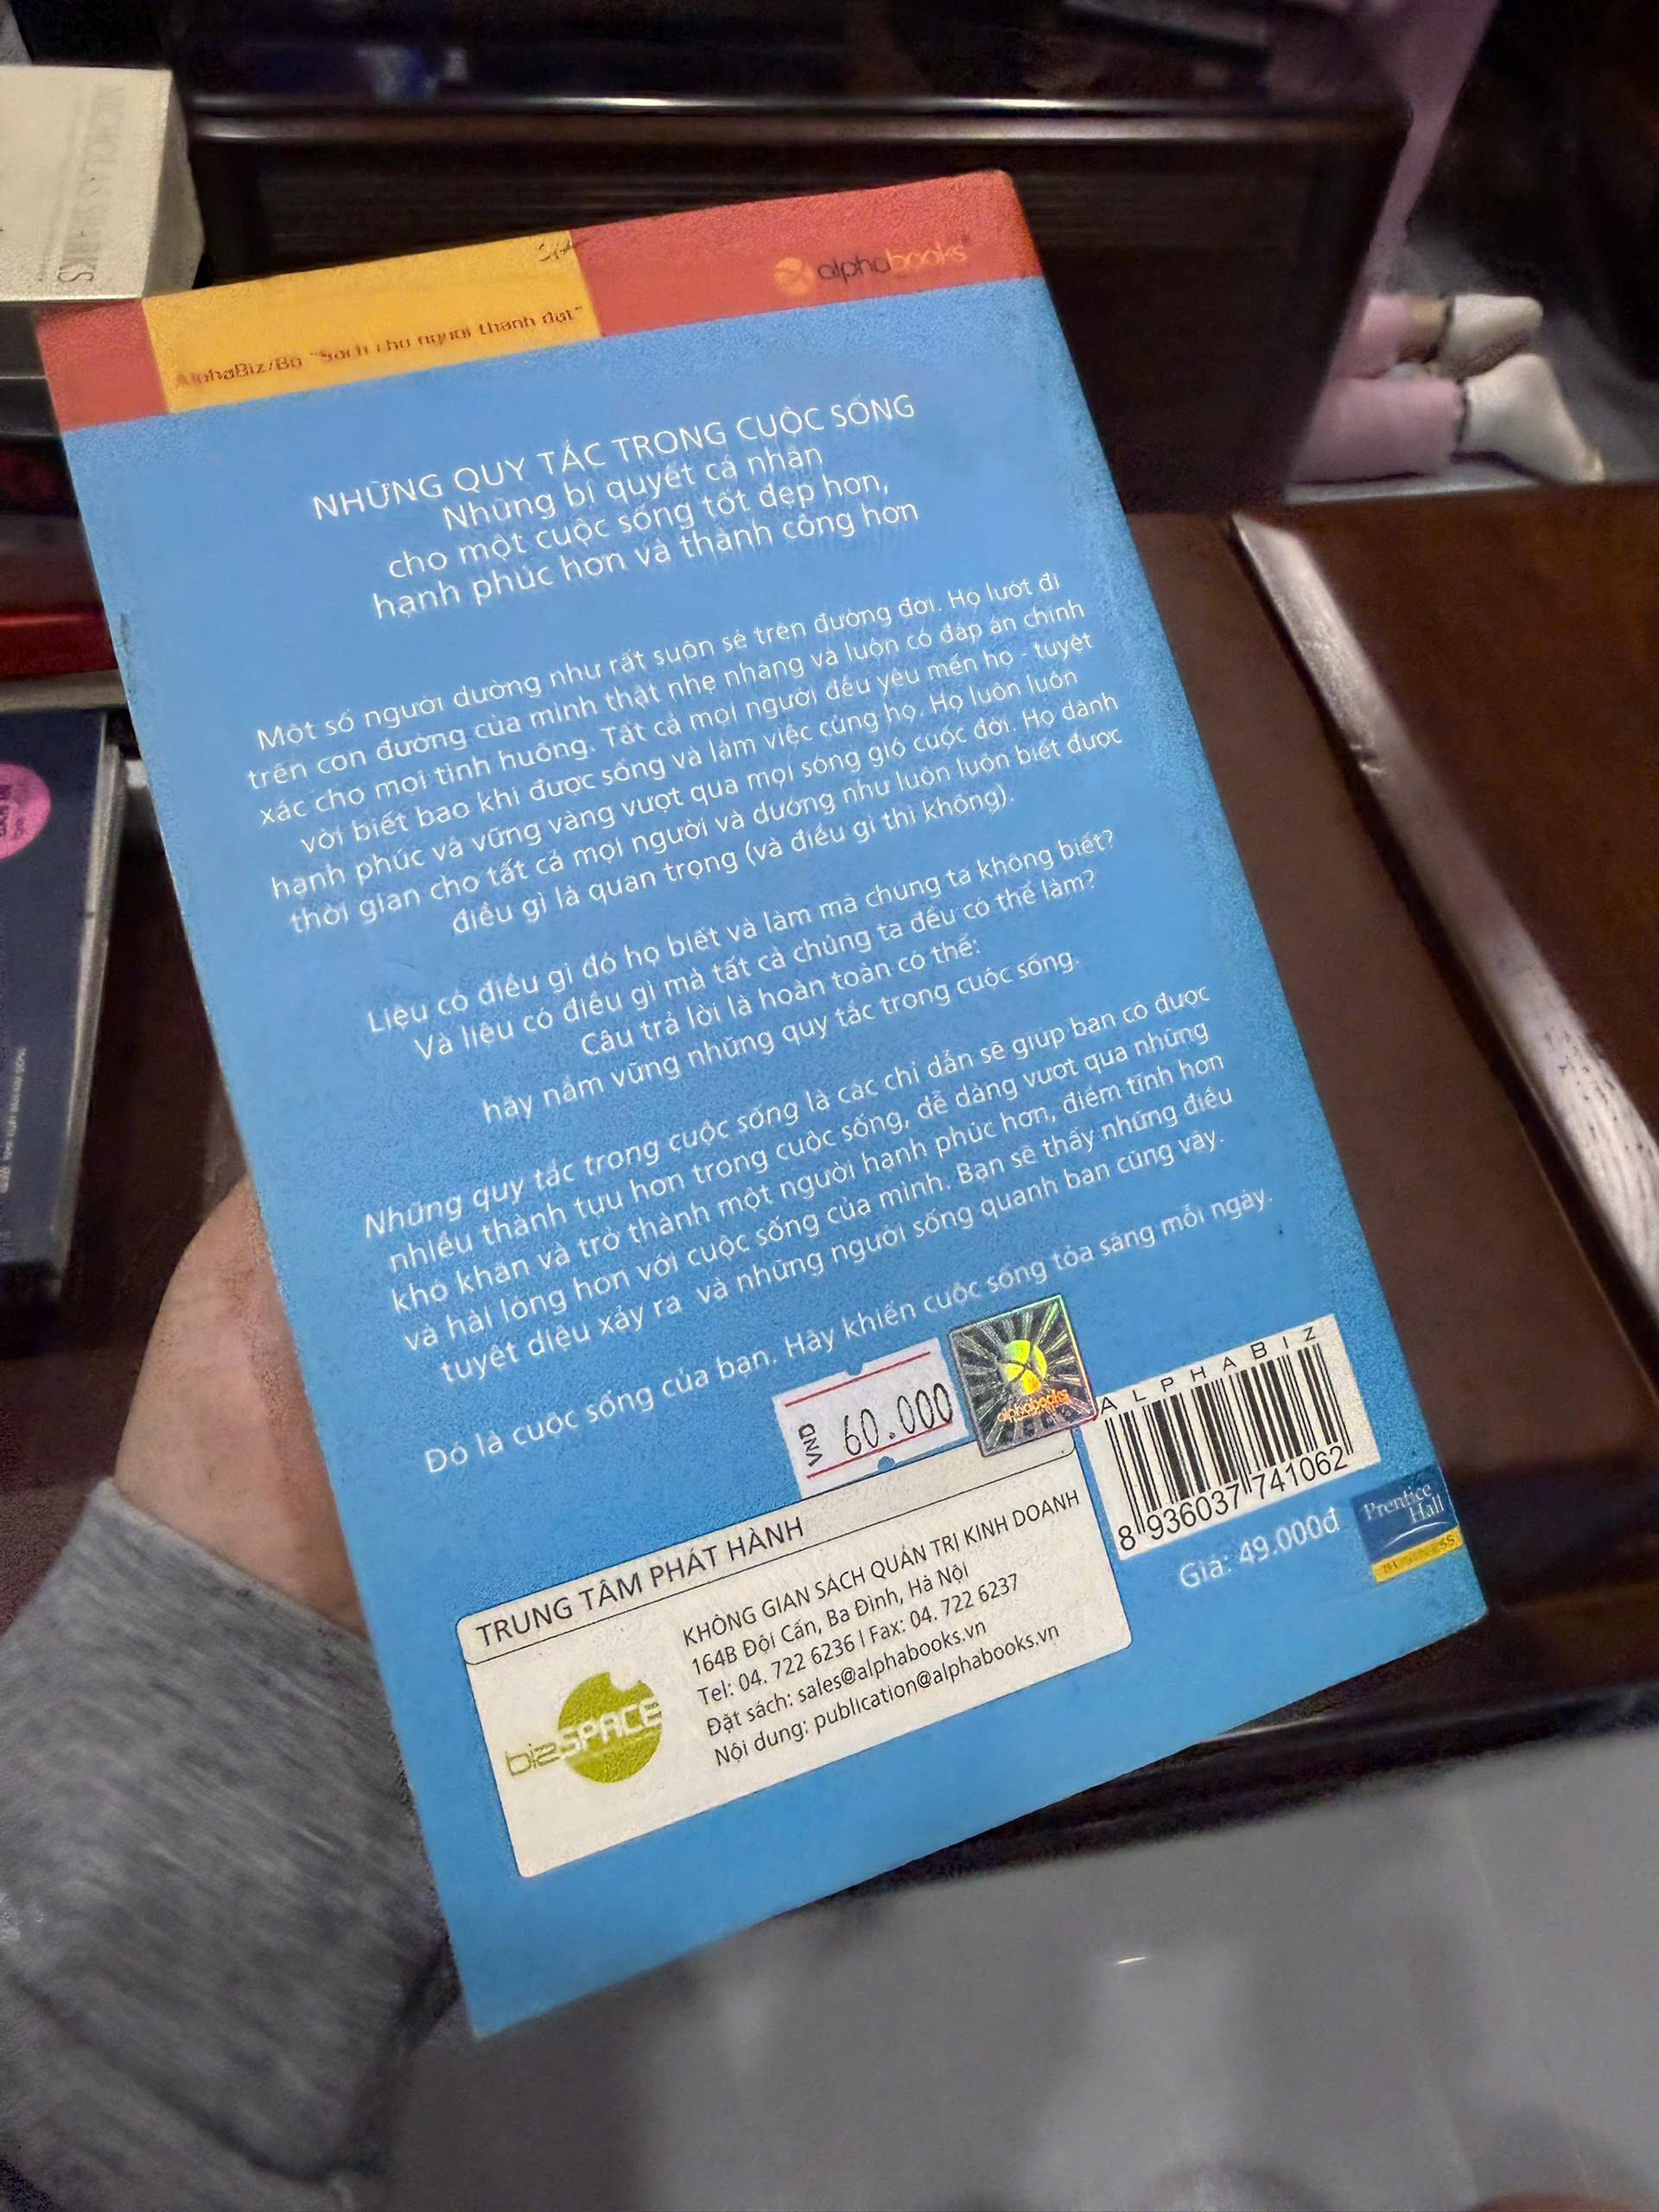 alphabooks
AlphaBiz/Bộ "Sách cho người thành đạt"
NHỮNG QUY TẮC TRONG CUỘC SỐNG
Những bí quyết cá nhân
cho một cuộc sống tốt đẹp hơn,
hạnh phúc hơn và thành công hơn
Một số người dường như rất suôn sẻ trên đường đời. Họ lướt đi
trên con đường của mình thật nhẹ nhàng và luôn có đáp án chính
xác cho mọi tình huống. Tất cả mọi người đều yêu mến họ - tuyệt
vời biết bao khi được sống và làm việc cùng họ. Họ luôn luôn
hạnh phúc và vững vàng vượt qua mọi sóng gió cuộc đời. Họ dành
thời gian cho tất cả mọi người và dường như luôn luôn biết được
điều gì là quan trọng (và điều gì thì không).
Liệu có điều gì đó họ biết và làm mà chúng ta không biết?
Và liệu có điều gì mà tất cả chúng ta đều có thể làm?
Câu trả lời là hoàn toàn có thể:
hãy nắm vững những quy tắc trong cuộc sống.
Những quy tắc trong cuộc sống là các chỉ dẫn sẽ giúp bạn có được
nhiều thành tựu hơn trong cuộc sống, dễ dàng vượt qua những
khó khăn và trở thành một người hạnh phúc hơn, điềm tĩnh hơn
và hài lòng hơn với cuộc sống của mình. Bạn sẽ thấy những điều
tuyệt diệu xảy ra và những người sống quanh bạn cũng vậy.
Đó là cuộc sống của bạn. Hãy khiến cuộc sống tỏa sáng mỗi ngày.
VND 60.000
alphabooks
ALPHABIZ
8 936037 741062
Giá: 49.000đ
Prentice
Hall
BUSINESS
TRUNG TÂM PHÁT HÀNH
bizSPACE
KHÔNG GIAN SÁCH QUẢN TRỊ KINH DOANH
164B Đội Cấn, Ba Đình, Hà Nội
Tel: 04. 722 6236 | Fax: 04. 722 6237
Đặt sách: sales@alphabooks.vn
Nội dung: publication@alphabooks.vn